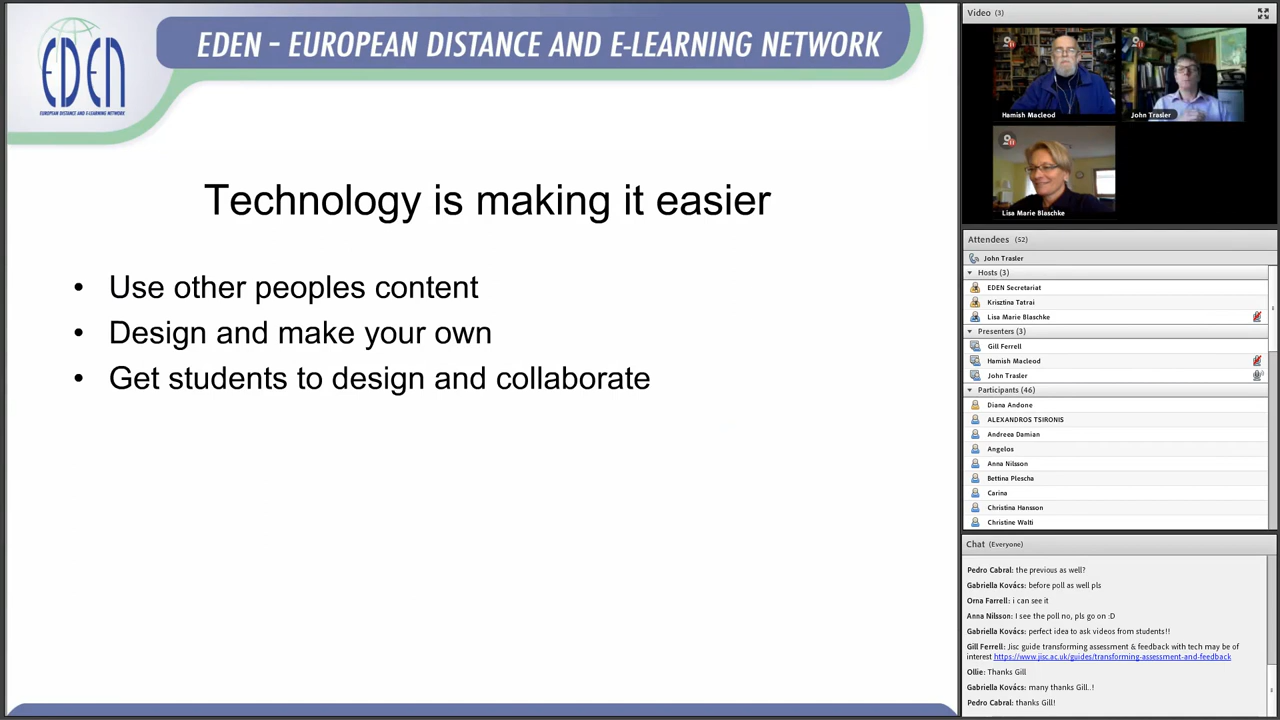 EDEN
EUROPEAN DISTANCE AND E-LEARNING NETWORK
EDEN - EUROPEAN DISTANCE AND E-LEARNING NETWORK
Technology is making it easier
• Use other peoples content
• Design and make your own
• Get students to design and collaborate
Video (3)
Hamish Macleod
John Trasler
Lisa Marie Blaschke
Attendees (52)
John Trasler
Hosts (3)
EDEN Secretariat
Krisztina Tatrai
Lisa Marie Blaschke
Presenters (3)
Gill Ferrell
Hamish Macleod
John Trasler
Participants (46)
Diana Andone
ALEXANDROS TSIRONIS
Andreea Damian
Angelos
Anna Nilsson
Bettina Plescha
Carina
Christina Hansson
Christine Walti
Chat (Everyone)
Pedro Cabral: the previous as well?
Gabriella Kovács: before poll as well pls
Orna Farrell: i can see it
Anna Nilsson: I see the poll no, pls go on :D
Gabriella Kovács: perfect idea to ask videos from students!!
Gill Ferrell: Jisc guide transforming assessment & feedback with tech may be of
interest https://www.jisc.ac.uk/guides/transforming-assessment-and-feedback
Ollie: Thanks Gill
Gabriella Kovács: many thanks Gill..!
Pedro Cabral: thanks Gill!